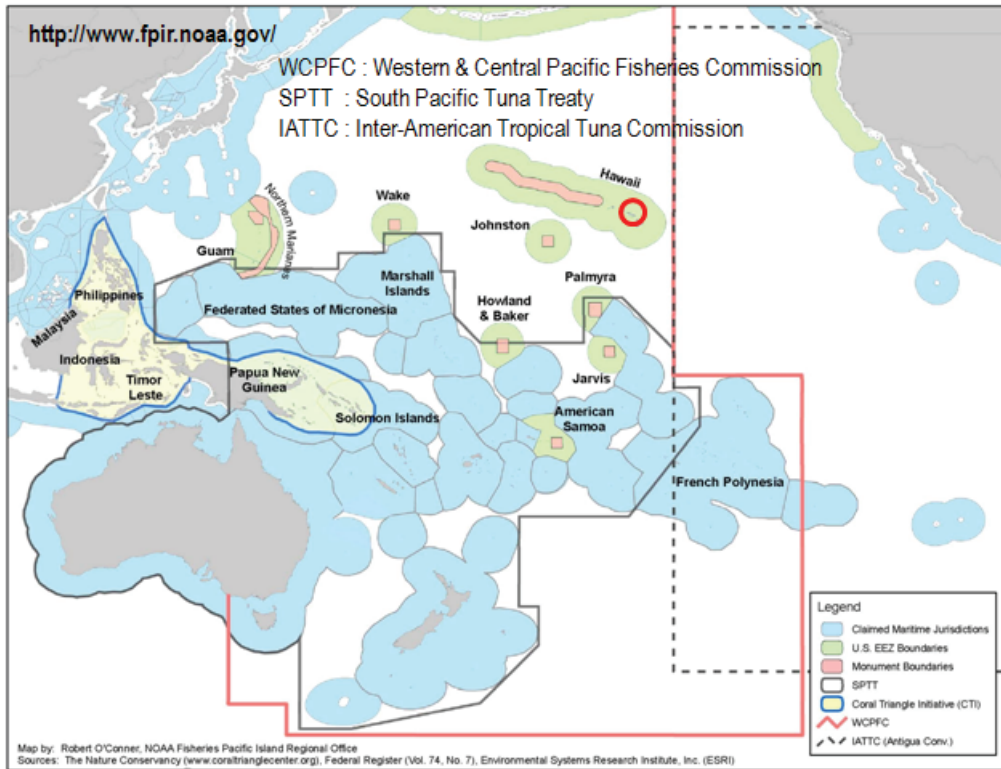 http://www.fpir.noaa.gov/
WCPFC : Western & Central Pacific Fisheries Commission
SPTT : South Pacific Tuna Treaty
IATTC : Inter-American Tropical Tuna Commission
Hawaii
Northern Marianas
Wake
Johnston
Guam
Philippines
Marshall
Islands
Palmyra
Federated States of Micronesia
Howland
& Baker
Malaysia
Indonesia
Papua New
Guinea
Jarvis
Timor
Leste
Solomon Islands
American
Samoa
French Polynesia
Legend
Claimed Maritime Jurisdictions
U.S. EEZ Boundaries
Monument Boundaries
SPTT
Coral Triangle Initiative (CTI)
WCPFC
IATTC (Antigua Conv.)
Map by: Robert O'Conner, NOAA Fisheries Pacific Island Regional Office
Sources: The Nature Conservancy (www.coraltrianglecenter.org), Federal Register (Vol. 74, No. 7), Environmental Systems Research Institute, Inc. (ESRI)